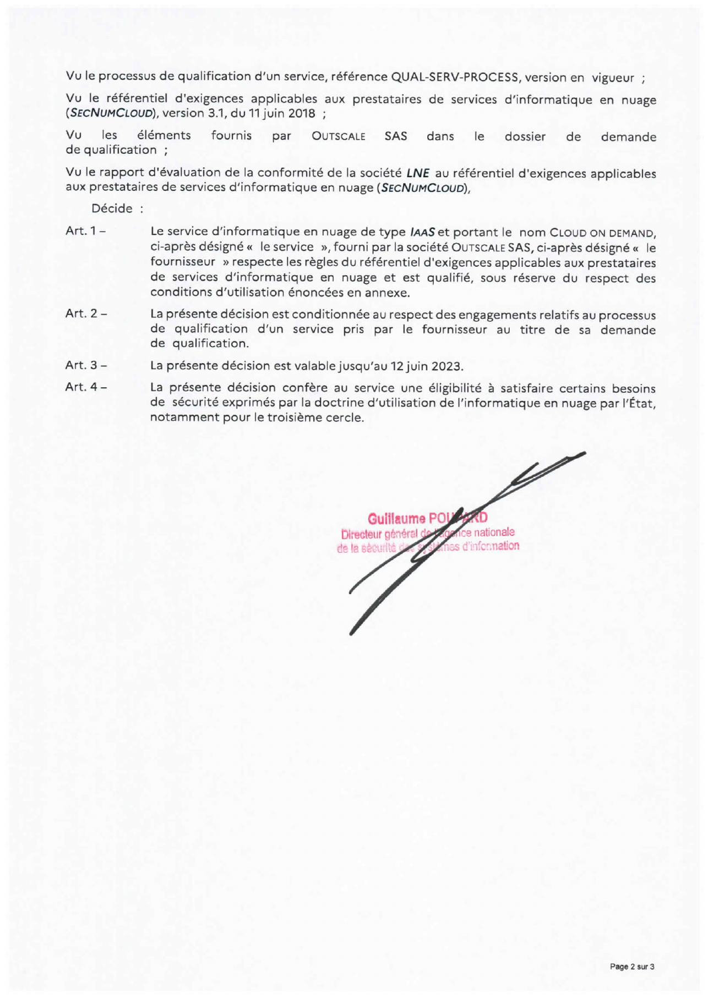 Vu le processus de qualification d'un service, référence QUAL-SERV-PROCESS, version en vigueur ;
Vu le référentiel d'exigences applicables aux prestataires de services d'informatique en nuage
(SECNUMCLOUD), version 3.1, du 11 juin 2018 ;
Vu les éléments fournis par OUTSCALE SAS dans le dossier de demande
de qualification ;
Vu le rapport d'évaluation de la conformité de la société LNE au référentiel d'exigences applicables
aux prestataires de services d'informatique en nuage (SECNUMCLOUD),
Décide :
Art. 1 – Le service d'informatique en nuage de type IAAS et portant le nom CLOUD ON DEMAND,
ci-après désigné « le service », fourni par la société OUTSCALE SAS, ci-après désigné « le
fournisseur » respecte les règles du référentiel d'exigences applicables aux prestataires
de services d'informatique en nuage et est qualifié, sous réserve du respect des
conditions d'utilisation énoncées en annexe.
Art. 2 – La présente décision est conditionnée au respect des engagements relatifs au processus
de qualification d'un service pris par le fournisseur au titre de sa demande
de qualification.
Art. 3 – La présente décision est valable jusqu'au 12 juin 2023.
Art. 4 – La présente décision confère au service une éligibilité à satisfaire certains besoins
de sécurité exprimés par la doctrine d'utilisation de l'informatique en nuage par l'État,
notamment pour le troisième cercle.
Guillaume POUPARD
Directeur général de l'agence nationale
de la sécurité des systèmes d'information
Page 2 sur 3